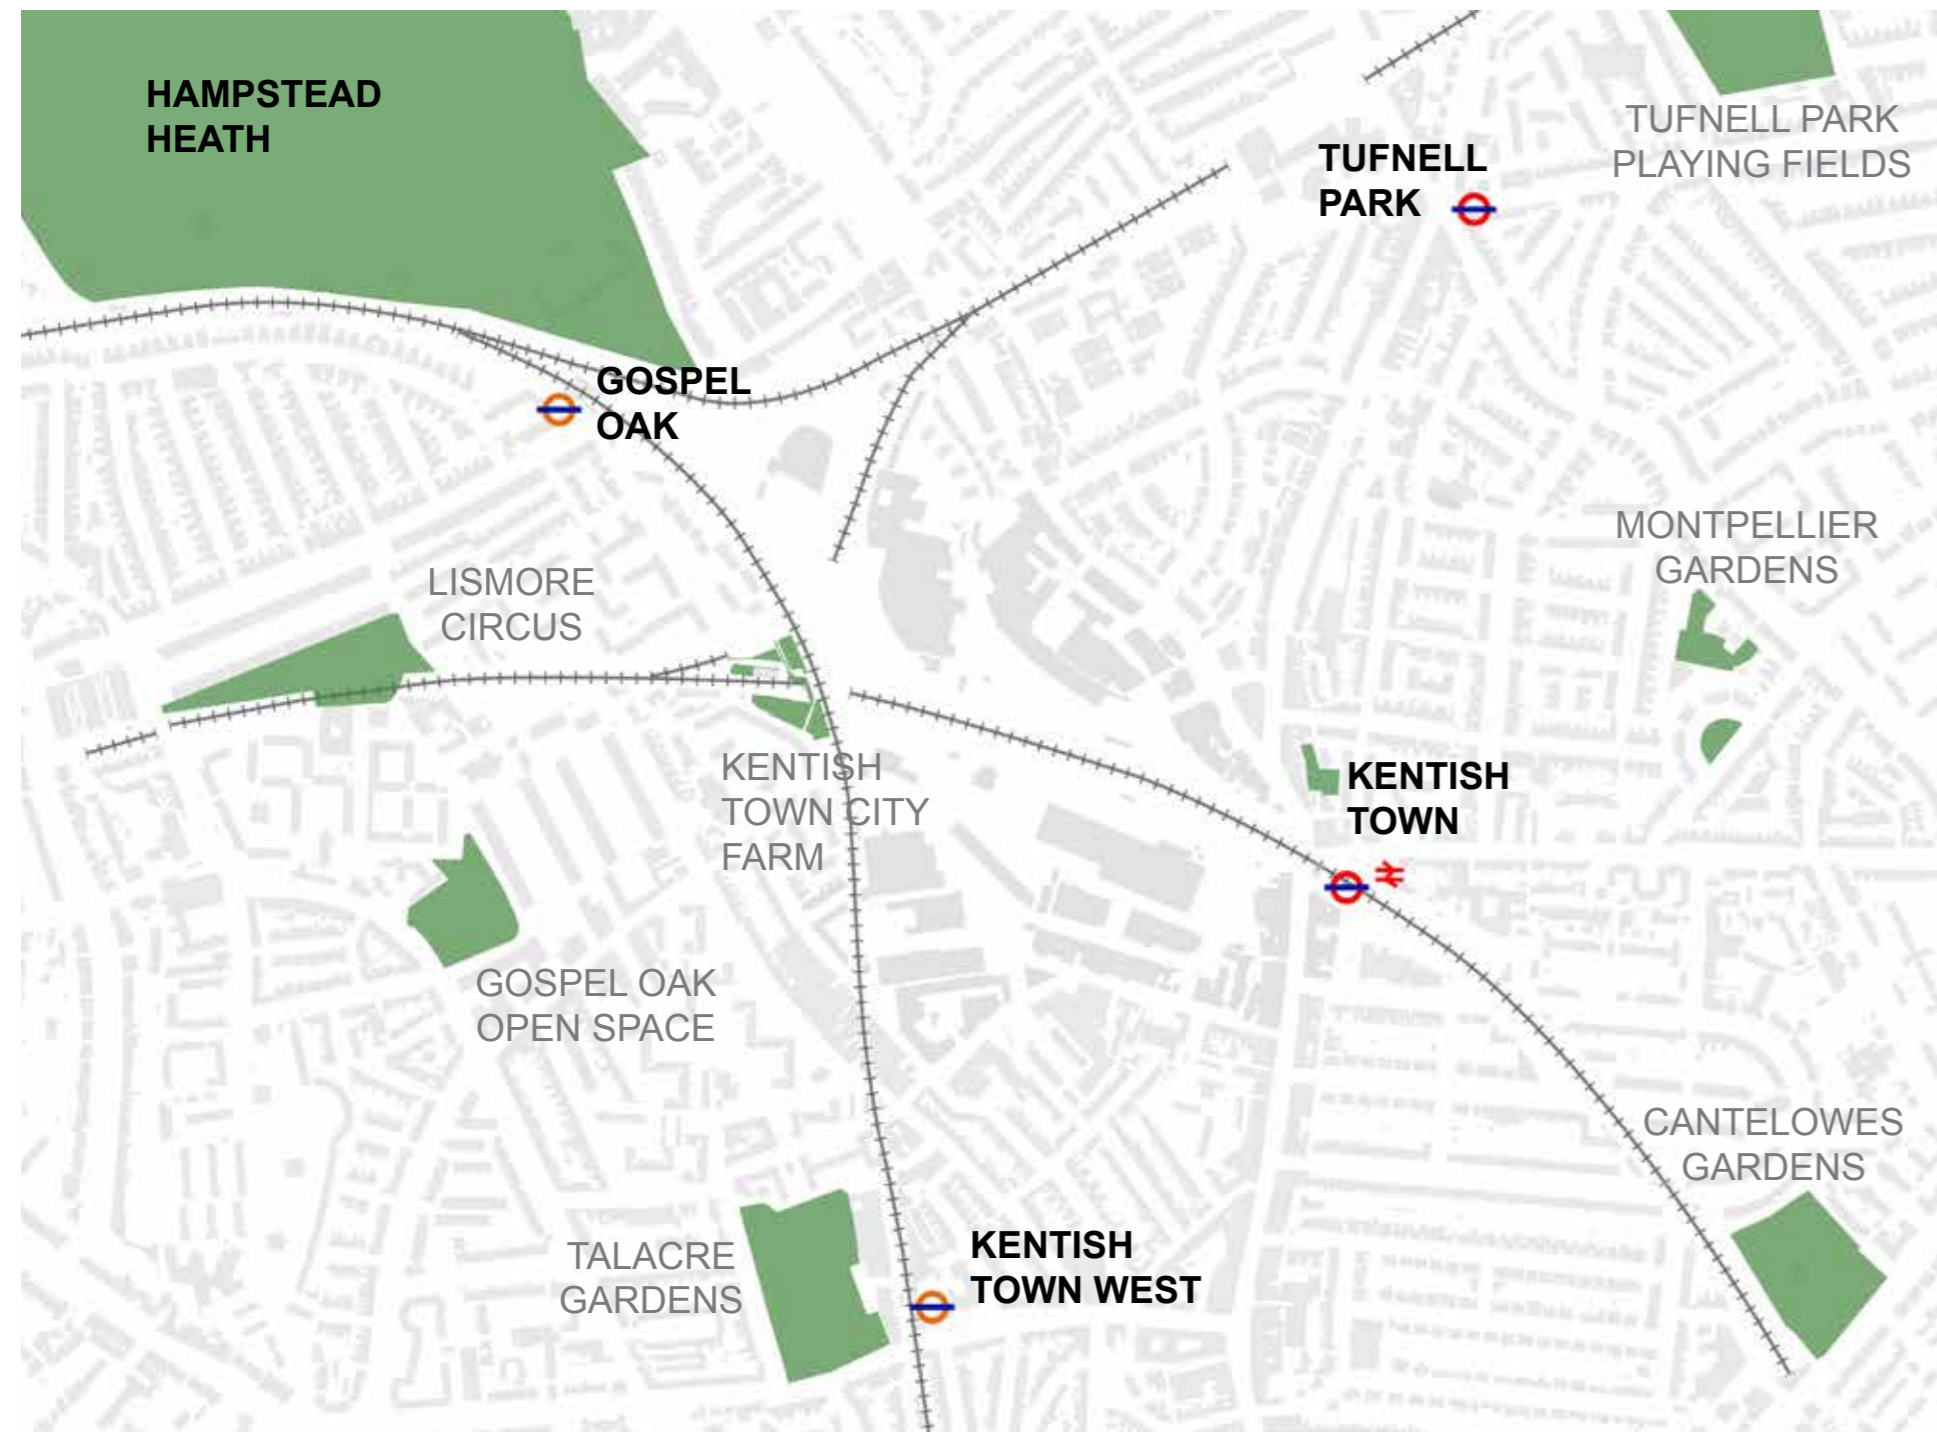 HAMPSTEAD
HEATH
TUFNELL PARK
PLAYING FIELDS
TUFNELL
PARK
GOSPEL
OAK
MONTPELLIER
GARDENS
LISMORE
CIRCUS
KENTISH
TOWN CITY
FARM
KENTISH
TOWN
GOSPEL OAK
OPEN SPACE
CANTELOWES
GARDENS
TALACRE
GARDENS
KENTISH
TOWN WEST